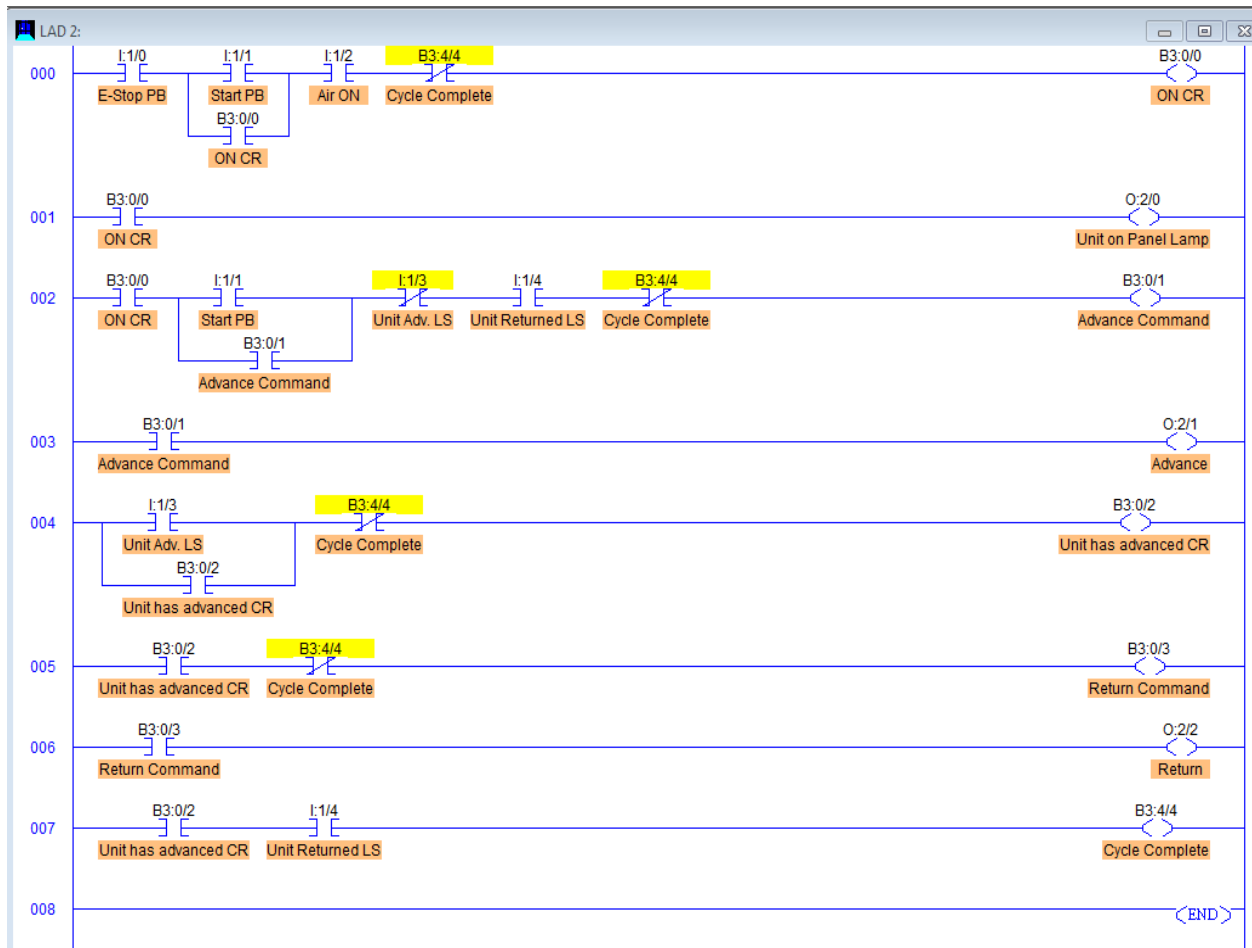 LAD 2:
I:1/0 I:1/1 I:1/2 B3:4/4 B3:0/0
000
E-Stop PB Start PB Air ON Cycle Complete ON CR
B3:0/0
ON CR
B3:0/0 O:2/0
001
ON CR Unit on Panel Lamp
B3:0/0 I:1/1 I:1/3 I:1/4 B3:4/4 B3:0/1
002
ON CR Start PB Unit Adv. LS Unit Returned LS Cycle Complete Advance Command
B3:0/1
Advance Command
B3:0/1 O:2/1
003
Advance Command Advance
I:1/3 B3:4/4 B3:0/2
004
Unit Adv. LS Cycle Complete Unit has advanced CR
B3:0/2
Unit has advanced CR
B3:0/2 B3:4/4 B3:0/3
005
Unit has advanced CR Cycle Complete Return Command
B3:0/3 O:2/2
006
Return Command Return
B3:0/2 I:1/4 B3:4/4
007
Unit has advanced CR Unit Returned LS Cycle Complete
008 END